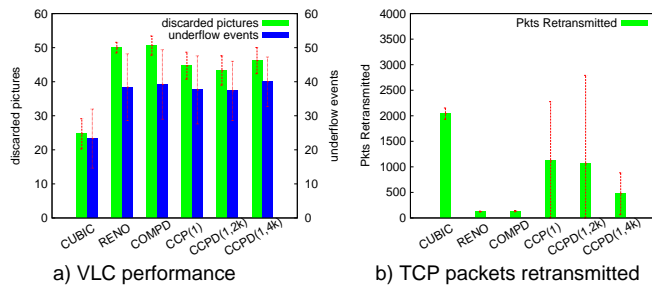 discarded pictures
underflow events
60
50
40
30
20
10
0
discarded pictures
60
50
40
30
20
10
0
underflow events
CUBIC
RENO
COMPD
CCP(1)
CCPD(1,2k)
CCPD(1,4k)
a) VLC performance
Pkts Retransmitted
4000
3500
3000
2500
2000
1500
1000
500
0
Pkts Retransmitted
CUBIC
RENO
COMPD
CCP(1)
CCPD(1,2k)
CCPD(1,4k)
b) TCP packets retransmitted